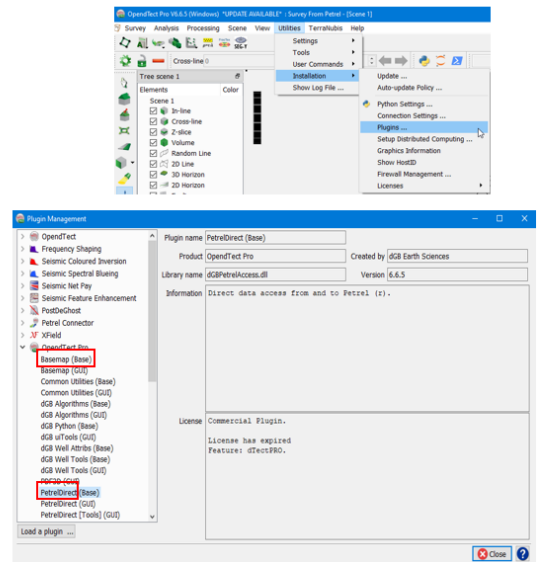 OpendTect Pro V6.6.5 (Windows) *UPDATE AVAILABLE* : Survey From Petrel - [Scene 1]
Survey Analysis Processing Scene View Utilities TerraNubis Help
Settings
Tools
User Commands
Installation
Show Log File ...
Cross-line 0
Update ...
Auto-update Policy ...
Python Settings ...
Connection Settings ...
Plugins ...
Setup Distributed Computing ...
Graphics Information
Show HostID
Firewall Management ...
Licenses
Tree scene 1
Elements Color
Scene 1
In-line
Cross-line
Z-slice
Volume
Random Line
2D Line
3D Horizon
2D Horizon
Plugin Management
OpendTect
Frequency Shaping
Seismic Coloured Inversion
Seismic Spectral Blueing
Seismic Net Pay
Seismic Feature Enhancement
PostDeGhost
Petrel Connector
XField
OpendTect Pro
Basemap (Base)
Basemap (GUI)
Common Utilities (Base)
Common Utilities (GUI)
dGB Algorithms (Base)
dGB Algorithms (GUI)
dGB Python (Base)
dGB uiTools (GUI)
dGB Well Attribs (Base)
dGB Well Tools (Base)
dGB Well Tools (GUI)
PDF3D (GUI)
PetrelDirect (Base)
PetrelDirect (GUI)
PetrelDirect [Tools] (GUI)
Load a plugin ...
Plugin name PetrelDirect (Base)
Product OpendTect Pro Created by dGB Earth Sciences
Library name dGBPetrelAccess.dll Version 6.6.5
Information Direct data access from and to Petrel (r).
License Commercial Plugin.
License has expired
Feature: dTectPRO.
Close